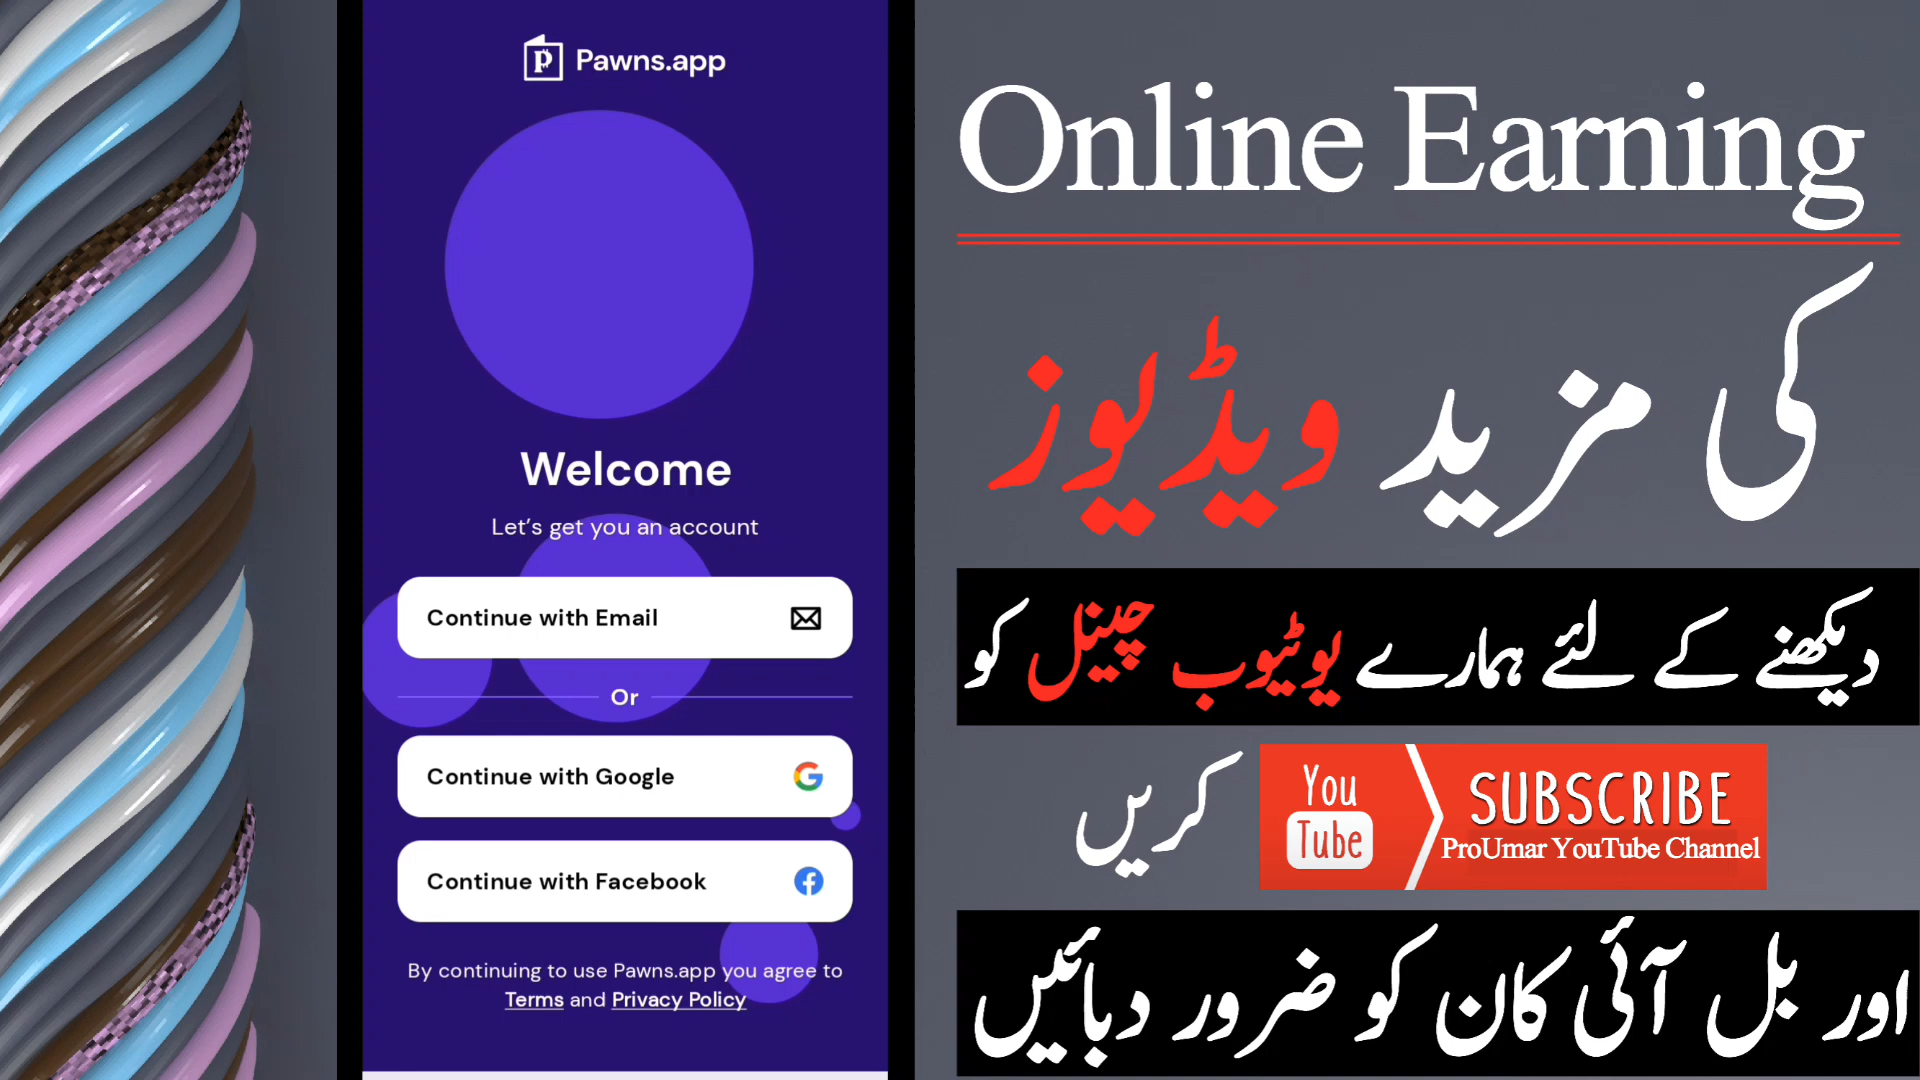 Pawns.app
Welcome
Let's get you an account
Continue with Email
Or
Continue with Google
Continue with Facebook
By continuing to use Pawns.app you agree to
Terms and Privacy Policy
Online Earning
کی مزید ویڈیوز
دیکھنے کے لئے ہمارے یوٹیوب چینل کو
You
Tube
SUBSCRIBE
ProUmar YouTube Channel
کریں
اور بل آئی کان کو ضرور دبائیں